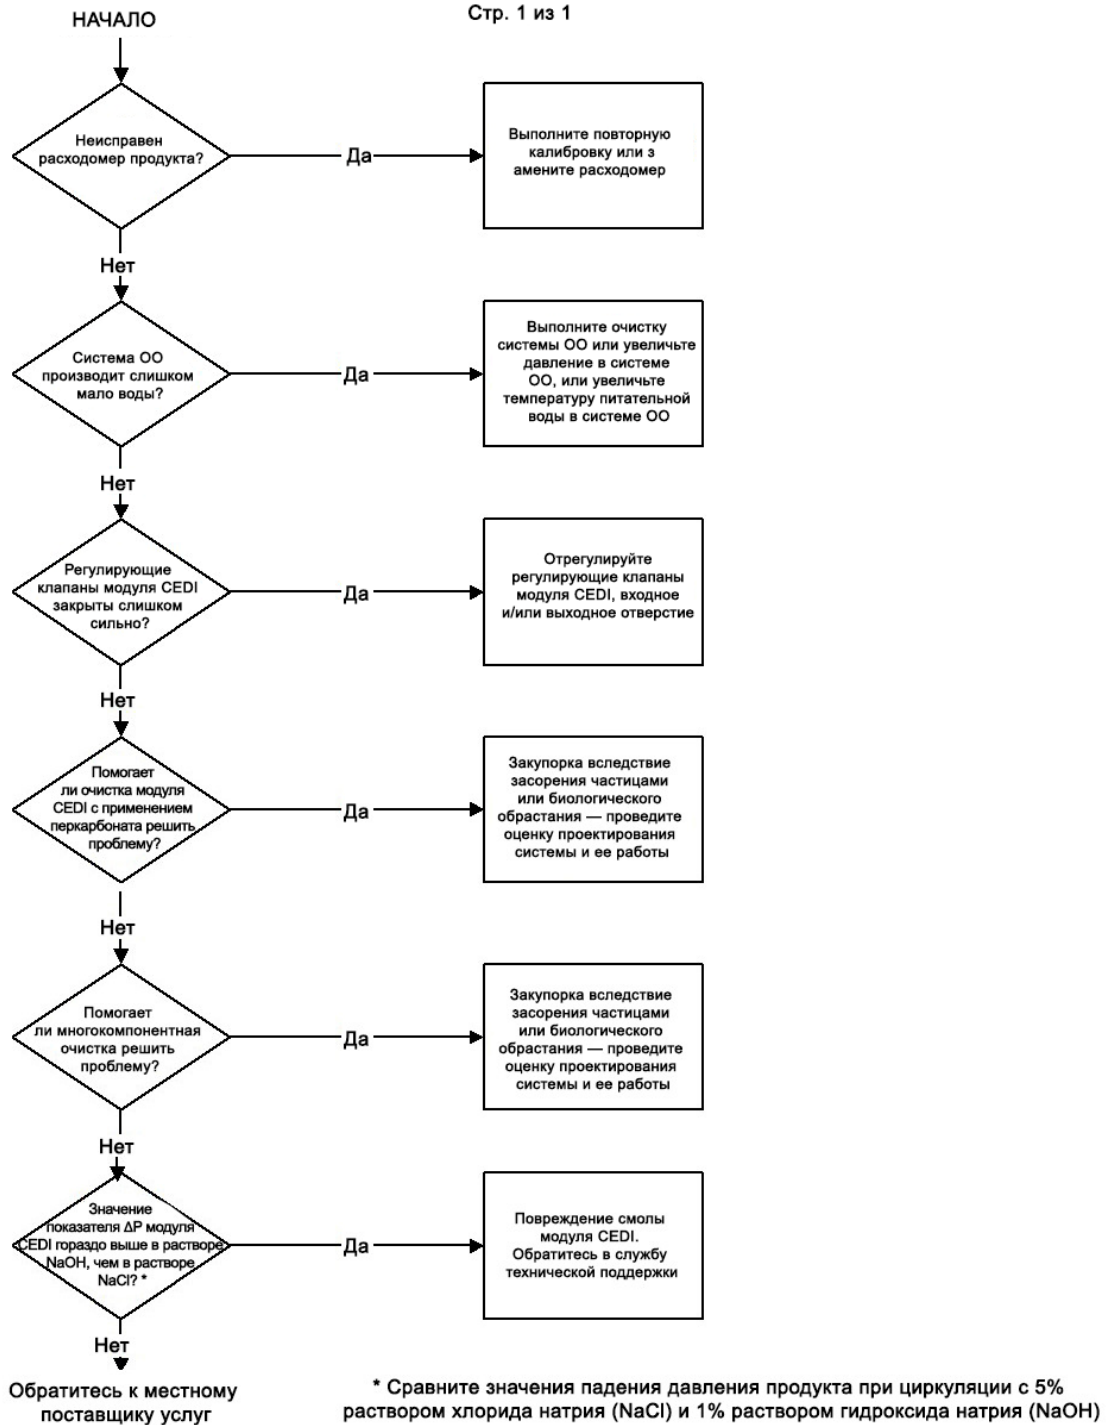 Стр. 1 из 1
НАЧАЛО
Неисправен
расходомер продукта?
Да
Выполните повторную
калибровку или з
амените расходомер
Нет
Система ОО
производит слишком
мало воды?
Да
Выполните очистку
системы ОО или увеличьте
давление в системе
ОО, или увеличьте
температуру питательной
воды в системе ОО
Нет
Регулирующие
клапаны модуля CEDI
закрыты слишком
сильно?
Да
Отрегулируйте
регулирующие клапаны
модуля CEDI, входное
и/или выходное отверстие
Нет
Помогает
ли очистка модуля
CEDI с применением
перкарбоната решить
проблему?
Да
Закупорка вследствие
засорения частицами
или биологического
обрастания — проведите
оценку проектирования
системы и ее работы
Нет
Помогает
ли многокомпонентная
очистка решить
проблему?
Да
Закупорка вследствие
засорения частицами
или биологического
обрастания — проведите
оценку проектирования
системы и ее работы
Нет
Значение
показателя ΔP модуля
CEDI гораздо выше в растворе
NaOH, чем в растворе
NaCl? *
Да
Повреждение смолы
модуля CEDI.
Обратитесь в службу
технической поддержки
Нет
Обратитесь к местному
поставщику услуг
* Сравните значения падения давления продукта при циркуляции с 5%
раствором хлорида натрия (NaCl) и 1% раствором гидроксида натрия (NaOH)